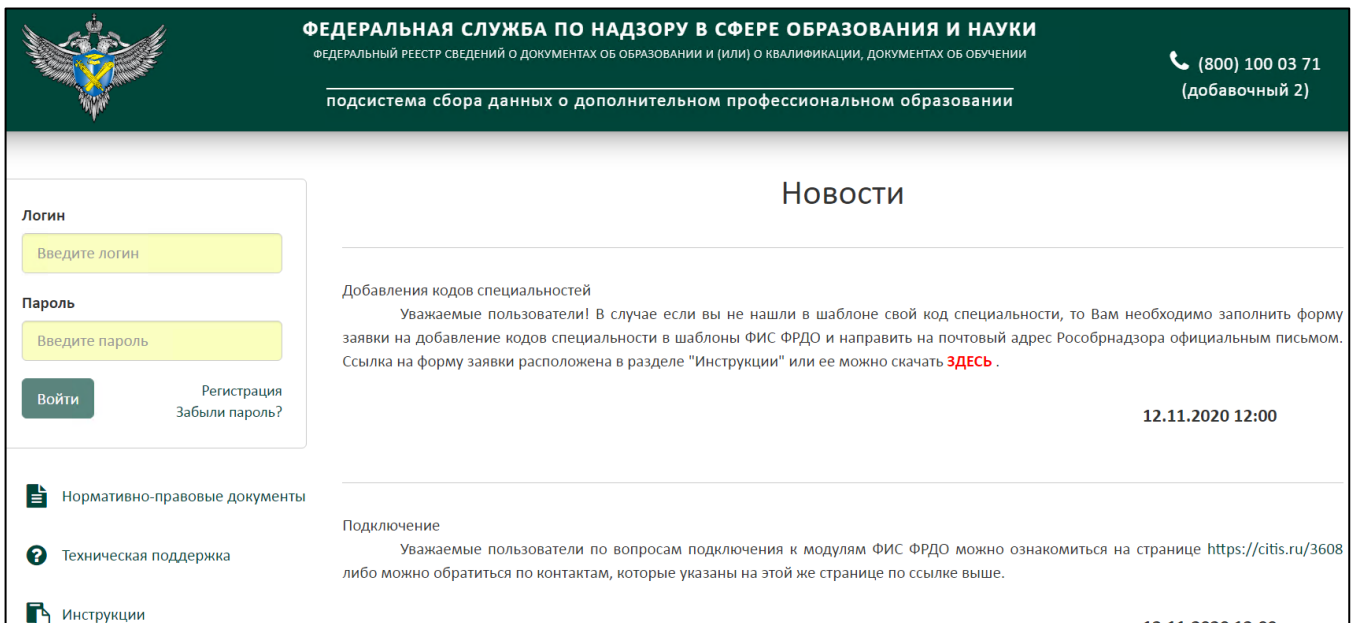 ФЕДЕРАЛЬНАЯ СЛУЖБА ПО НАДЗОРУ В СФЕРЕ ОБРАЗОВАНИЯ И НАУКИ
ФЕДЕРАЛЬНЫЙ РЕЕСТР СВЕДЕНИЙ О ДОКУМЕНТАХ ОБ ОБРАЗОВАНИИ И (ИЛИ) О КВАЛИФИКАЦИИ, ДОКУМЕНТАХ ОБ ОБУЧЕНИИ
подсистема сбора данных о дополнительном профессиональном образовании
(800) 100 03 71
(добавочный 2)
Логин
Введите логин
Пароль
Введите пароль
Войти
Регистрация
Забыли пароль?
Нормативно-правовые документы
Техническая поддержка
Инструкции
Новости
Добавления кодов специальностей
Уважаемые пользователи! В случае если вы не нашли в шаблоне свой код специальности, то Вам необходимо заполнить форму
заявки на добавление кодов специальности в шаблоны ФИС ФРДО и направить на почтовый адрес Рособрнадзора официальным письмом.
Ссылка на форму заявки расположена в разделе "Инструкции" или ее можно скачать ЗДЕСЬ .
12.11.2020 12:00
Подключение
Уважаемые пользователи по вопросам подключения к модулям ФИС ФРДО можно ознакомиться на странице https://citis.ru/3608
либо можно обратиться по контактам, которые указаны на этой же странице по ссылке выше.